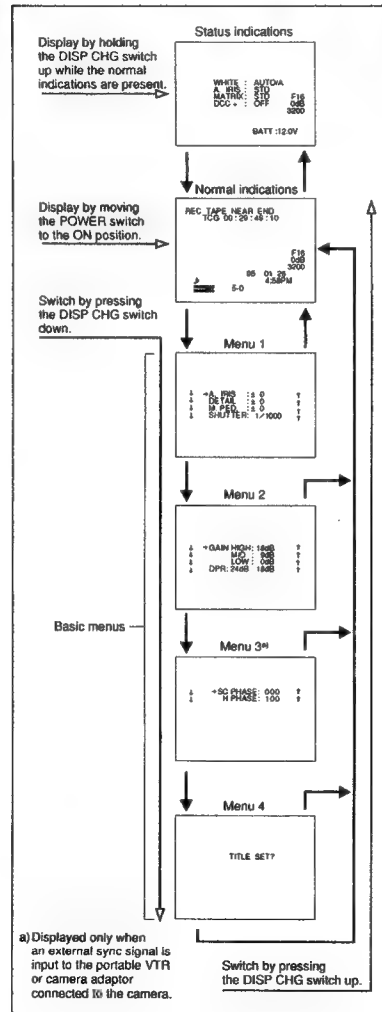 Status indications
Display by holding
the DISP CHG switch
up while the normal
indications are present.
WHITE : AUTO/A
A. IRIS : STD
MATRIX: STD
DCC + : OFF
F16
0dB
3200
BATT :12.0V
Normal indications
Display by moving
the POWER switch
to the ON position.
REC TAPE NEAR END
TCG 00:29:48:10
F16
0dB
3200
4:58PM
5-0
Switch by pressing
the DISP CHG switch
down.
Menu 1
↓ →A. IRIS : ± 0 ↑
↓ DETAIL : ± 0 ↑
↓ M. PED. : ± 0 ↑
↓ SHUTTER: 1/1000 ↑
Menu 2
↓ →GAIN HIGH: 18dB ↑
↓ MID : 9dB ↑
↓ LOW : 0dB ↑
↓ DPR: 24dB 18dB ↑
Basic menus
Menu 3a)
↓ →SC PHASE: 000 ↑
↓ H PHASE: 100 ↑
Menu 4
TITLE SET?
a) Displayed only when
an external sync signal is
input to the portable VTR
or camera adaptor
connected to the camera.
Switch by pressing
the DISP CHG switch up.